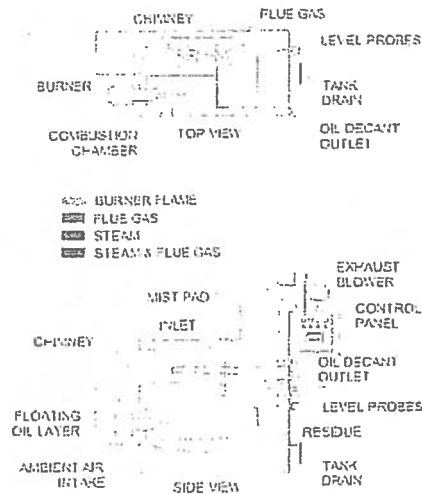 CHIMNEY
FLUE GAS
LEVEL PROBES
BURNER
TANK
DRAIN
COMBUSTION
CHAMBER
TOP VIEW
OIL DECANT
OUTLET
BURNER FLAME
FLUE GAS
STEAM
STEAM & FLUE GAS
EXHAUST
BLOWER
MIST PAD
CONTROL
PANEL
INLET
CHIMNEY
OIL DECANT
OUTLET
FLOATING
OIL LAYER
LEVEL PROBES
RESIDUE
AMBIENT AIR
INTAKE
SIDE VIEW
TANK
DRAIN